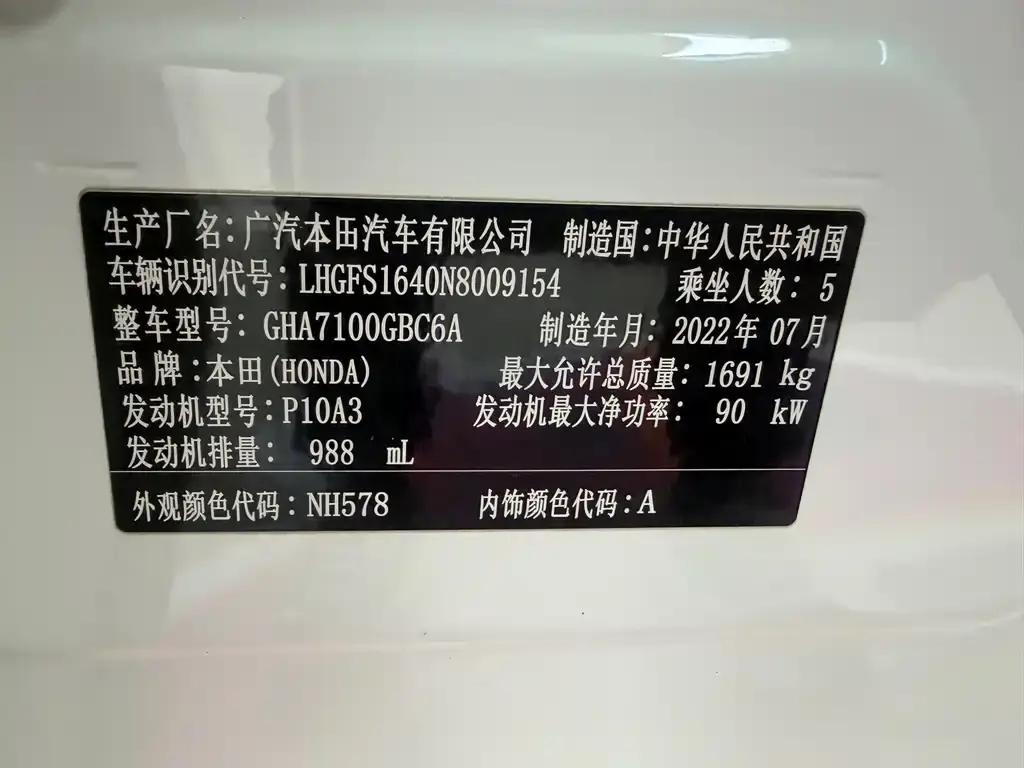 生产厂名:广汽本田汽车有限公司 制造国:中华人民共和国
车辆识别代号:LHGFS1640N8009154 乘坐人数:5
整车型号:GHA7100GBC6A 制造年月:2022年07月
品牌:本田(HONDA) 最大允许总质量:1691 kg
发动机型号:P10A3 发动机最大净功率: 90 kW
发动机排量: 988 mL
外观颜色代码:NH578 内饰颜色代码:A